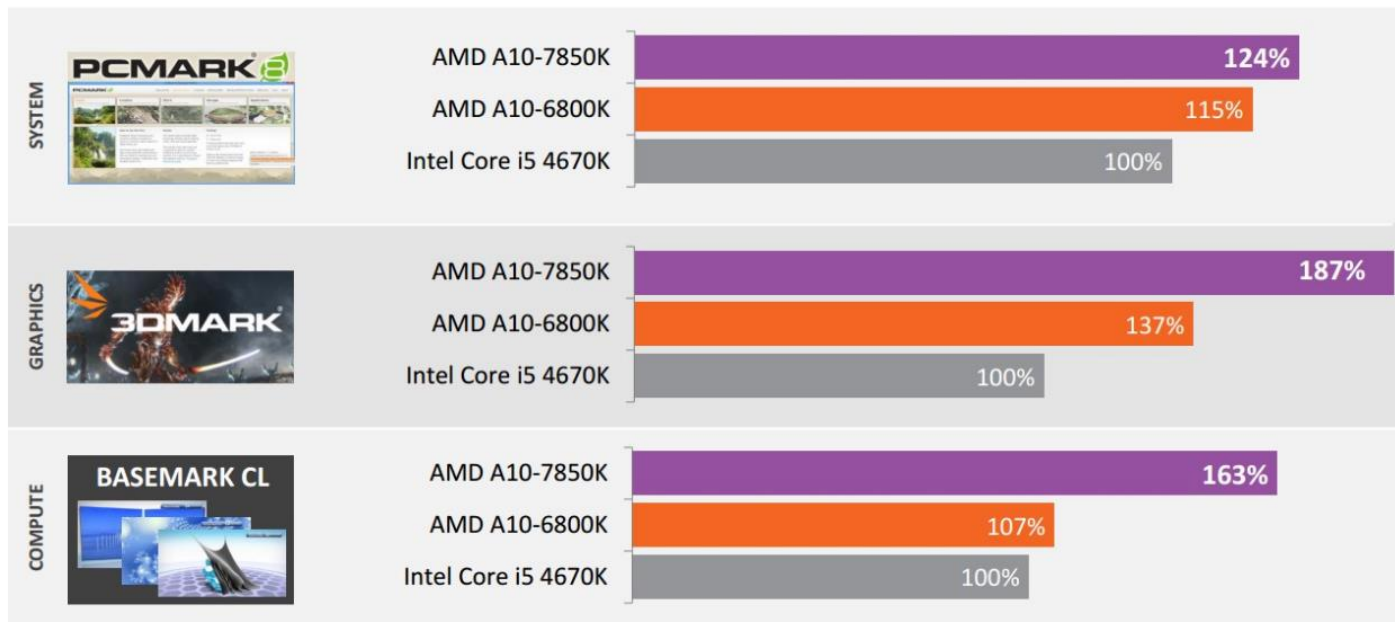 SYSTEM
PCMARK 8
AMD A10-7850K
124%
AMD A10-6800K
115%
Intel Core i5 4670K
100%
GRAPHICS
3DMARK
AMD A10-7850K
187%
AMD A10-6800K
137%
Intel Core i5 4670K
100%
COMPUTE
BASEMARK CL
AMD A10-7850K
163%
AMD A10-6800K
107%
Intel Core i5 4670K
100%